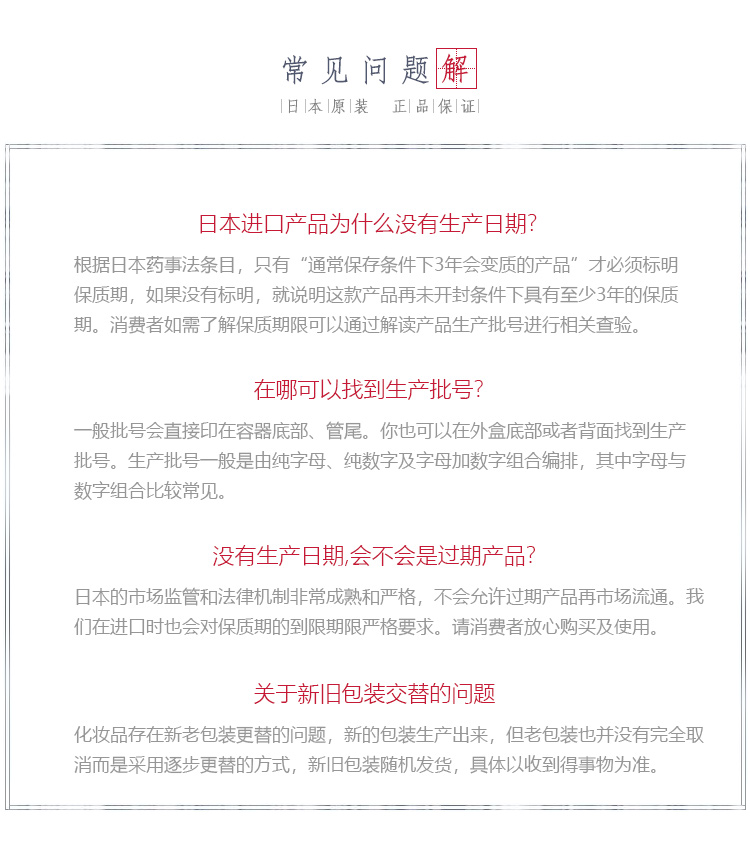 常见问题解
日本原装 正品保证
日本进口产品为什么没有生产日期?
根据日本药事法条目，只有“通常保存条件下3年会变质的产品”才必须标明
保质期，如果没有标明，就说明这款产品再未开封条件下具有至少3年的保质
期。消费者如需了解保质期限可以通过解读产品生产批号进行相关查验。
在哪可以找到生产批号?
一般批号会直接印在容器底部、管尾。你也可以在外盒底部或者背面找到生产
批号。生产批号一般是由纯字母、纯数字及字母加数字组合编排，其中字母与
数字组合比较常见。
没有生产日期,会不会是过期产品?
日本的市场监管和法律机制非常成熟和严格，不会允许过期产品再市场流通。我
们在进口时也会对保质期的到限期限严格要求。请消费者放心购买及使用。
关于新旧包装交替的问题
化妆品存在新老包装更替的问题，新的包装生产出来，但老包装也并没有完全取
消而是采用逐步更替的方式，新旧包装随机发货，具体以收到得事物为准。